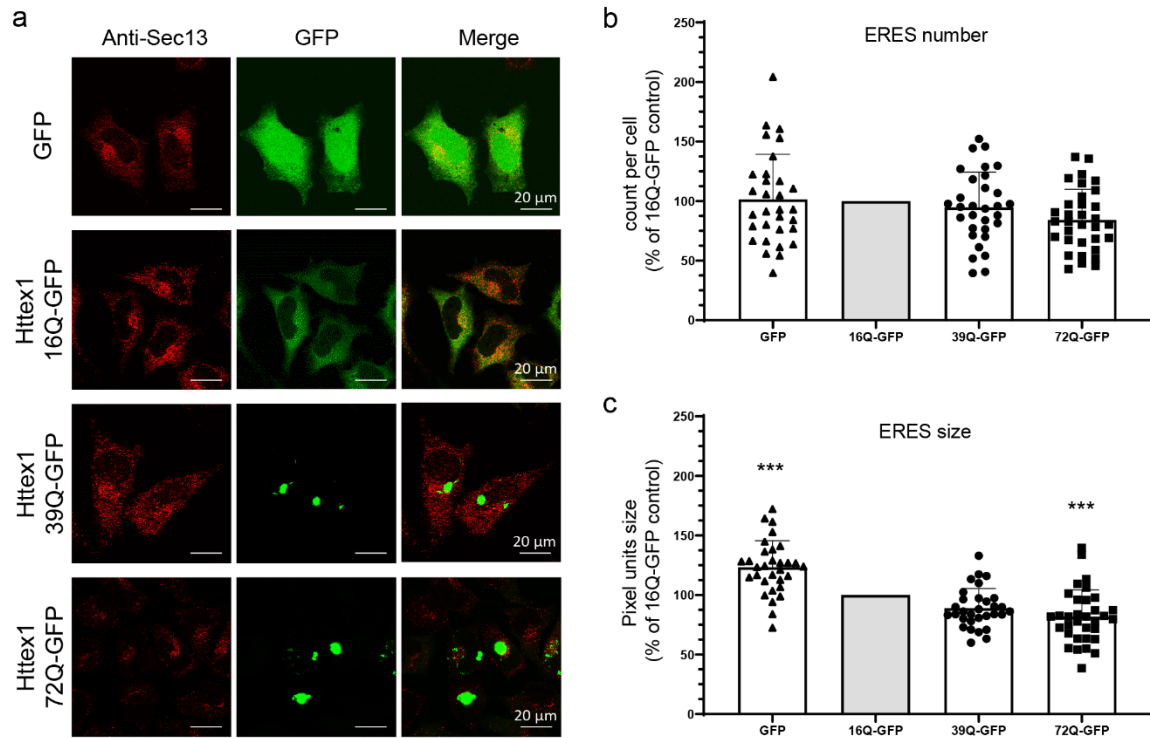 a
Anti-Sec13 GFP Merge
GFP
20 µm
Httex1
16Q-GFP
20 µm
Httex1
39Q-GFP
20 µm
Httex1
72Q-GFP
20 µm
b
ERES number
count per cell
(% of 16Q-GFP control)
250
200
150
100
50
0
GFP 16Q-GFP 39Q-GFP 72Q-GFP
c
ERES size
Pixel units size
(% of 16Q-GFP control)
250
200
150
100
50
0
***
***
GFP 16Q-GFP 39Q-GFP 72Q-GFP